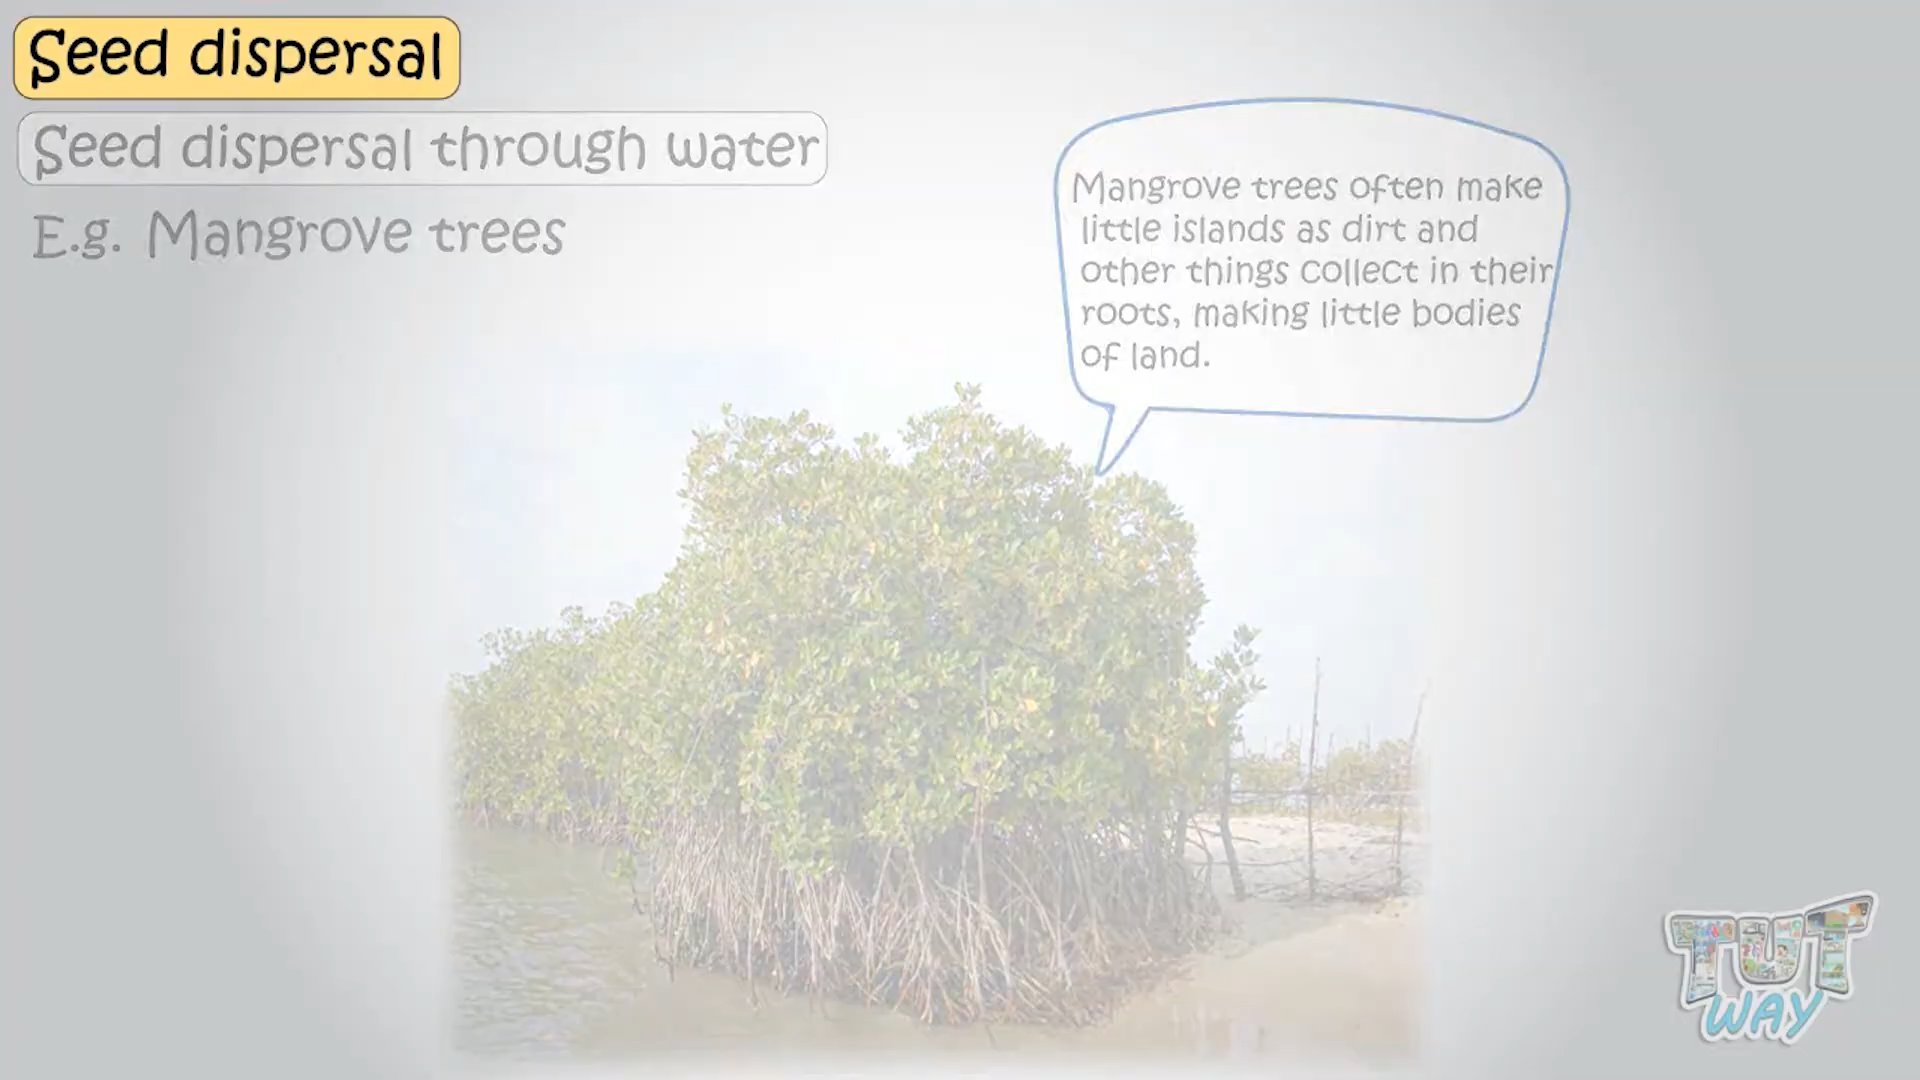 Seed dispersal
Seed dispersal through water
E.g. Mangrove trees
Mangrove trees often make
little islands as dirt and
other things collect in their
roots, making little bodies
of land.
TUT
WAY